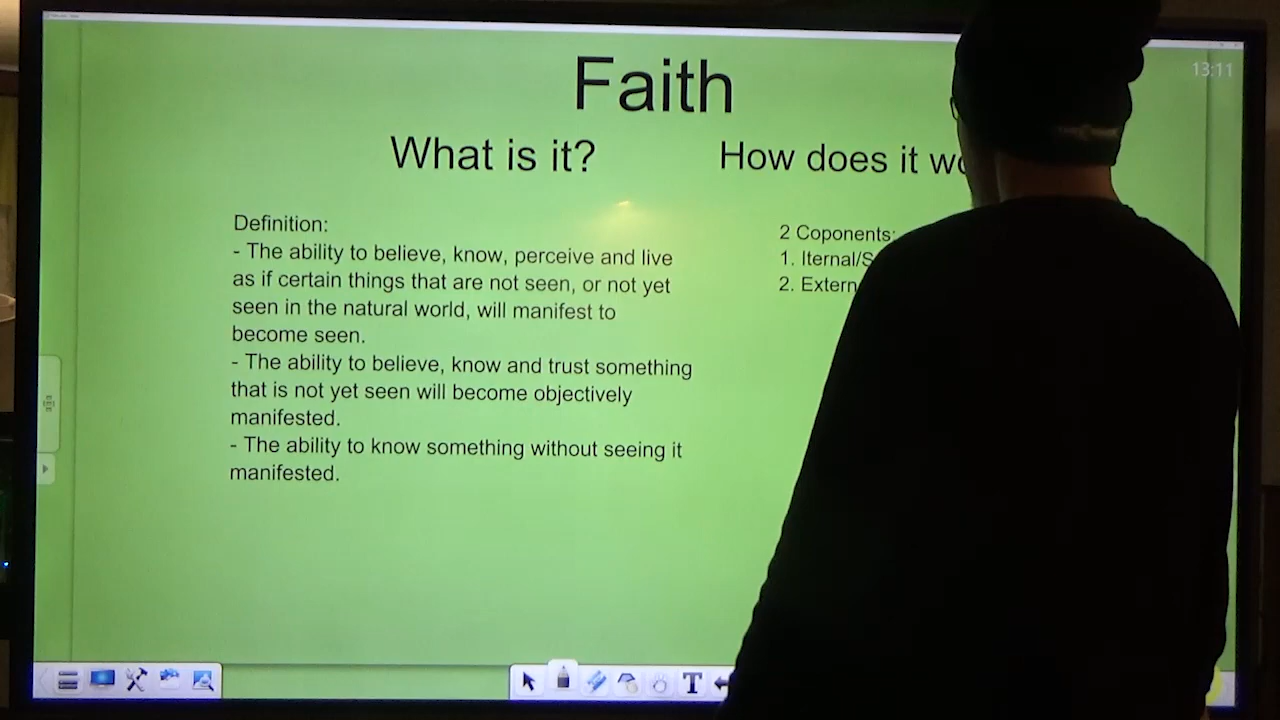 Faith
What is it?
How does it
Definition:
- The ability to believe, know, perceive and live
as if certain things that are not seen, or not yet
seen in the natural world, will manifest to
become seen.
- The ability to believe, know and trust something
that is not yet seen will become objectively
manifested.
- The ability to know something without seeing it
manifested.
2 Coponents:
1. Iternal/S
2. Extern
13:11
T